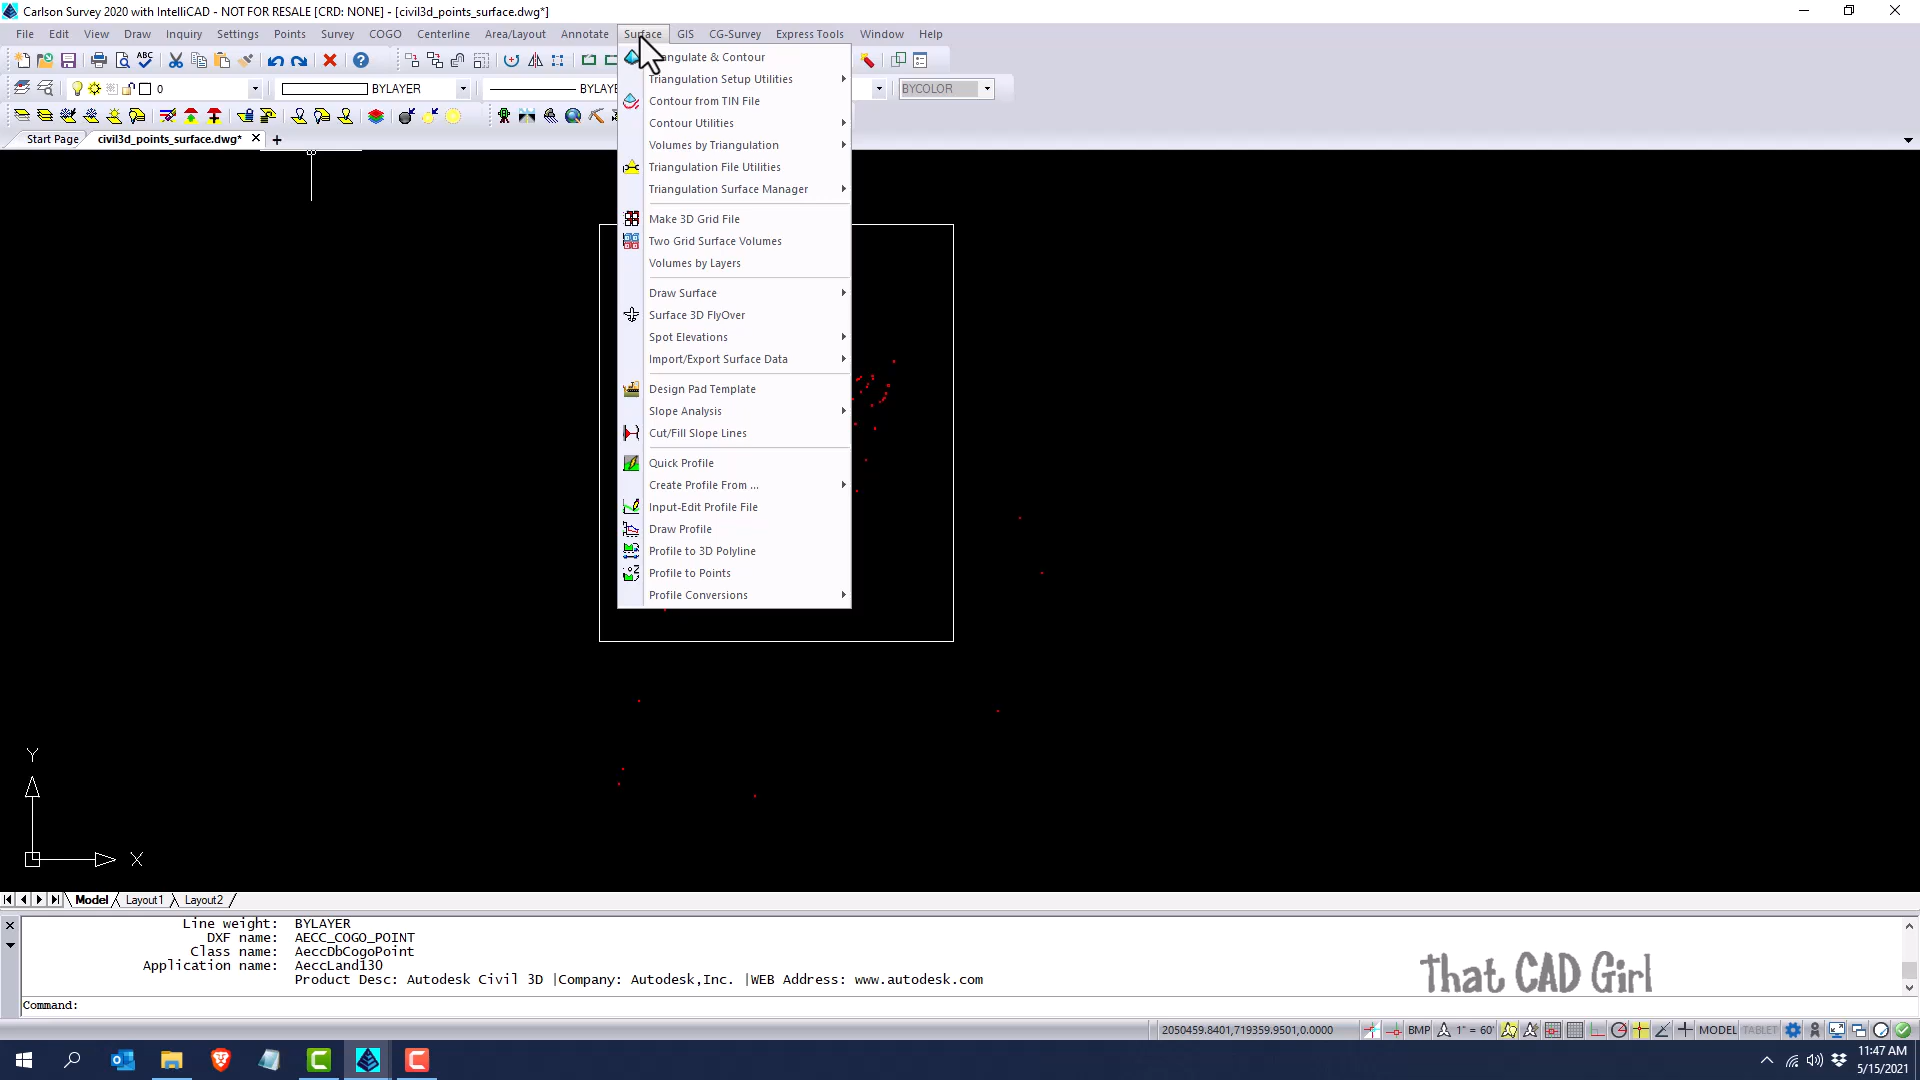 Carlson Survey 2020 with IntelliCAD - NOT FOR RESALE [CRD: NONE] - [civil3d_points_surface.dwg*]
File Edit View Draw Inquiry Settings Points Survey COGO Centerline Area/Layout Annotate Surface GIS CG-Survey Express Tools Window Help
ABC
0 BYLAYER BYCOLOR
Start Page civil3d_points_surface.dwg*
& Contour
Triangulation Setup Utilities
Contour from TIN File
Contour Utilities
Volumes by Triangulation
Triangulation File Utilities
Triangulation Surface Manager
Make 3D Grid File
Two Grid Surface Volumes
Volumes by Layers
Draw Surface
Surface 3D FlyOver
Spot Elevations
Import/Export Surface Data
Design Pad Template
Slope Analysis
Cut/Fill Slope Lines
Quick Profile
Create Profile From ...
Input-Edit Profile File
Draw Profile
Profile to 3D Polyline
Profile to Points
Profile Conversions
Y
X
Model Layout1 Layout2
Line weight: BYLAYER
DXF name: AECC_COGO_POINT
Class name: AeccDbCogoPoint
Application name: AeccLand130
Product Desc: Autodesk Civil 3D |Company: Autodesk,Inc. |WEB Address: www.autodesk.com
That CAD Girl
Command:
2050459.8401,719359.9501,0.0000 BMP 1" = 60' MODEL TABLET
11:47 AM
5/15/2021